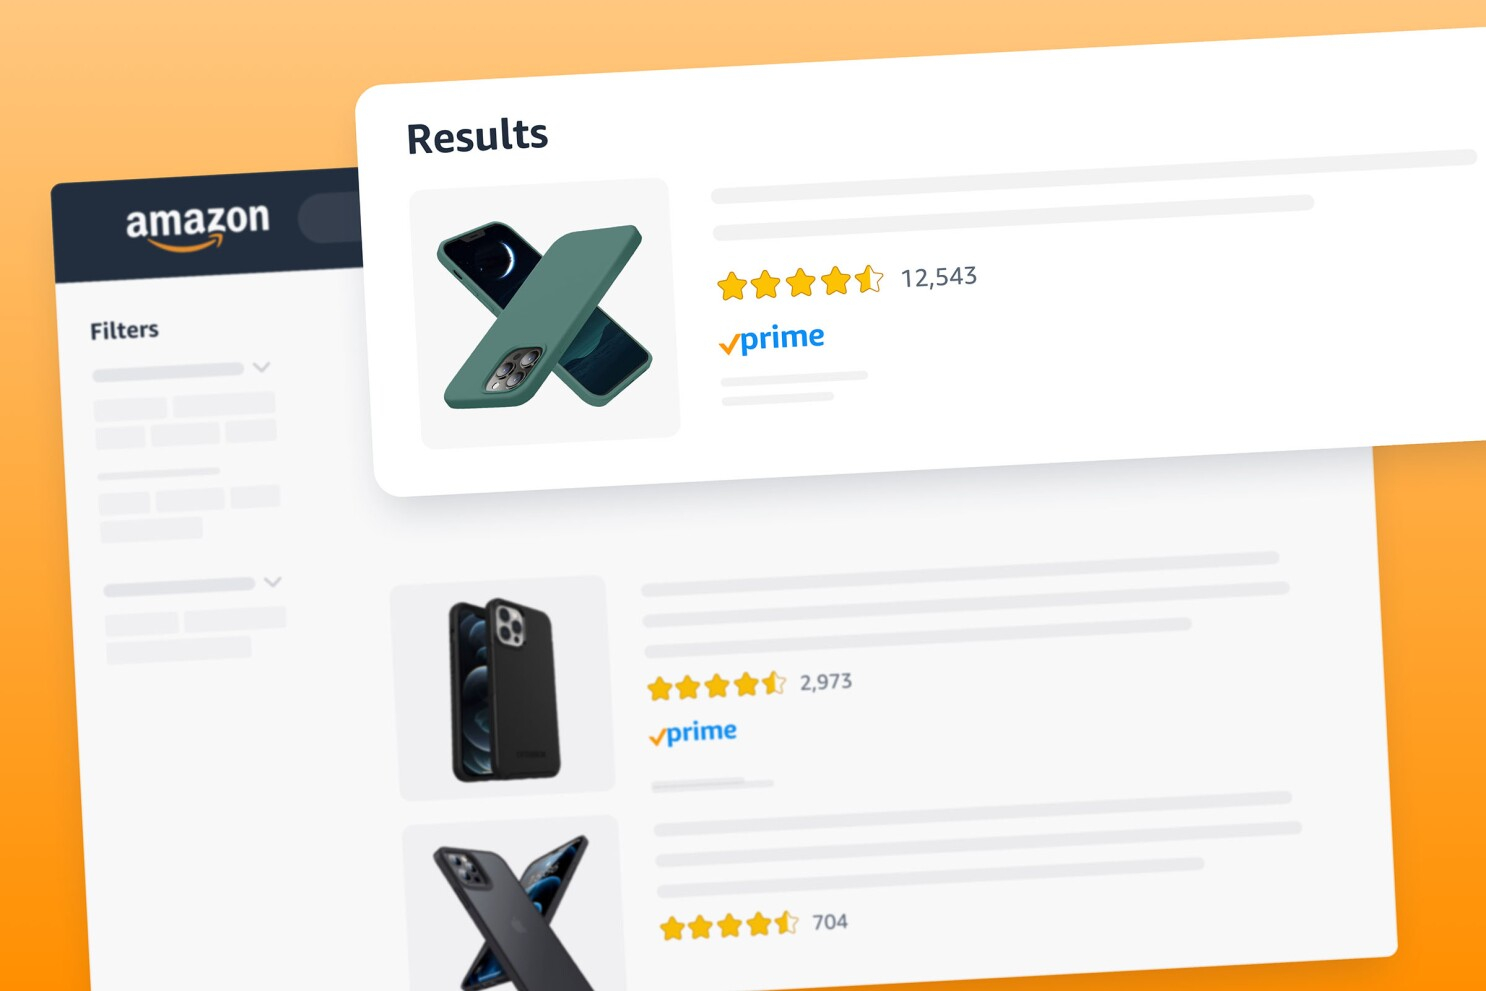 Results
amazon
12,543
prime
Filters
2,973
prime
704